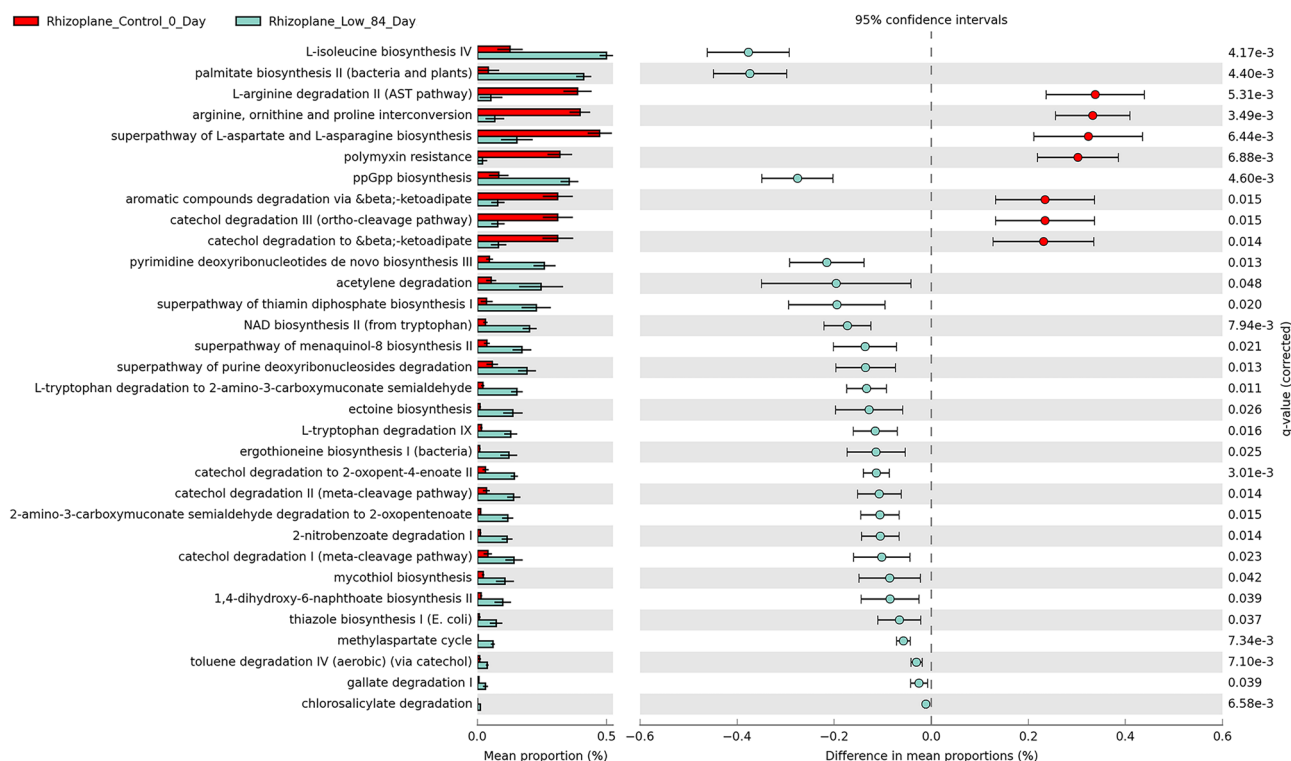 Rhizoplane_Control_0_Day Rhizoplane_Low_84_Day
95% confidence intervals
L-isoleucine biosynthesis IV 4.17e-3
palmitate biosynthesis II (bacteria and plants) 4.40e-3
L-arginine degradation II (AST pathway) 5.31e-3
arginine, ornithine and proline interconversion 3.49e-3
superpathway of L-aspartate and L-asparagine biosynthesis 6.44e-3
polymyxin resistance 6.88e-3
ppGpp biosynthesis 4.60e-3
aromatic compounds degradation via &beta;-ketoadipate 0.015
catechol degradation III (ortho-cleavage pathway) 0.015
catechol degradation to &beta;-ketoadipate 0.014
pyrimidine deoxyribonucleotides de novo biosynthesis III 0.013
acetylene degradation 0.048
superpathway of thiamin diphosphate biosynthesis I 0.020
NAD biosynthesis II (from tryptophan) 7.94e-3
superpathway of menaquinol-8 biosynthesis II 0.021
superpathway of purine deoxyribonucleosides degradation 0.013
L-tryptophan degradation to 2-amino-3-carboxymuconate semialdehyde 0.011
ectoine biosynthesis 0.026
L-tryptophan degradation IX 0.016
ergothioneine biosynthesis I (bacteria) 0.025
catechol degradation to 2-oxopent-4-enoate II 3.01e-3
catechol degradation II (meta-cleavage pathway) 0.014
2-amino-3-carboxymuconate semialdehyde degradation to 2-oxopentenoate 0.015
2-nitrobenzoate degradation I 0.014
catechol degradation I (meta-cleavage pathway) 0.023
mycothiol biosynthesis 0.042
1,4-dihydroxy-6-naphthoate biosynthesis II 0.039
thiazole biosynthesis I (E. coli) 0.037
methylaspartate cycle 7.34e-3
toluene degradation IV (aerobic) (via catechol) 7.10e-3
gallate degradation I 0.039
chlorosalicylate degradation 6.58e-3
q-value (corrected)
0.0 0.5 −0.6 −0.4 −0.2 0.0 0.2 0.4 0.6
Mean proportion (%) Difference in mean proportions (%)